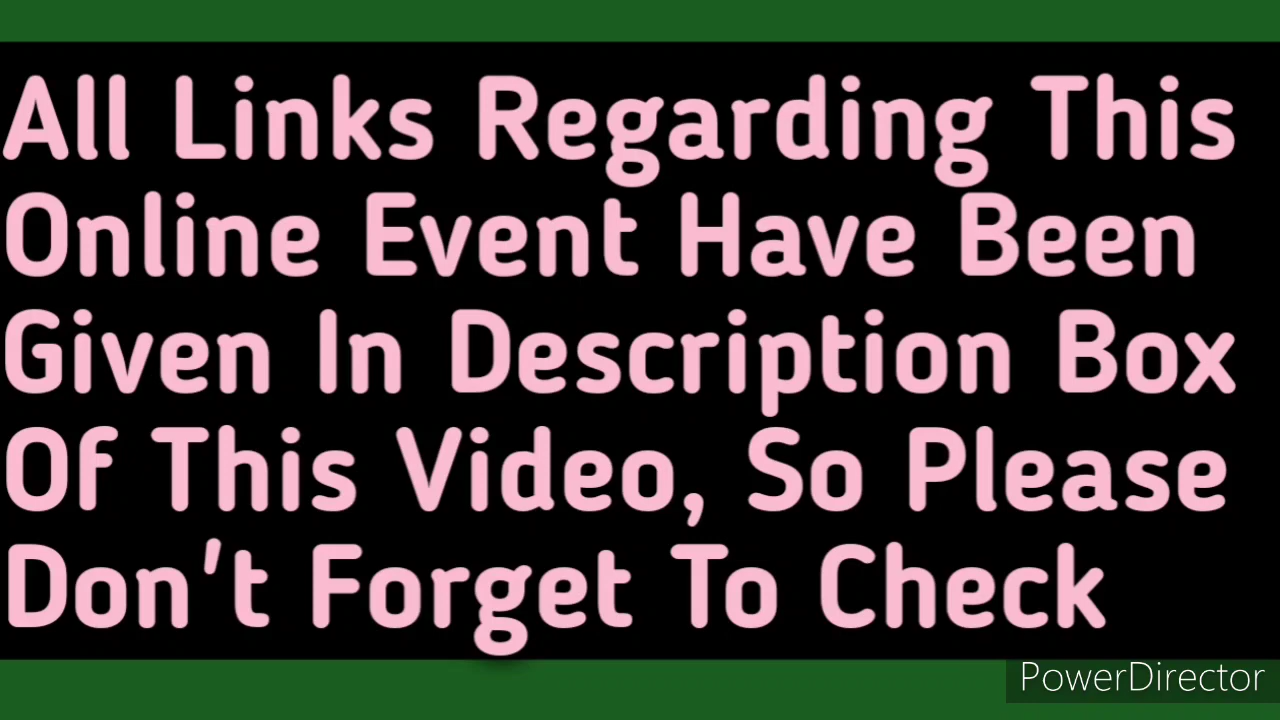 All Links Regarding This
Online Event Have Been
Given In Description Box
Of This Video, So Please
Don't Forget To Check
PowerDirector